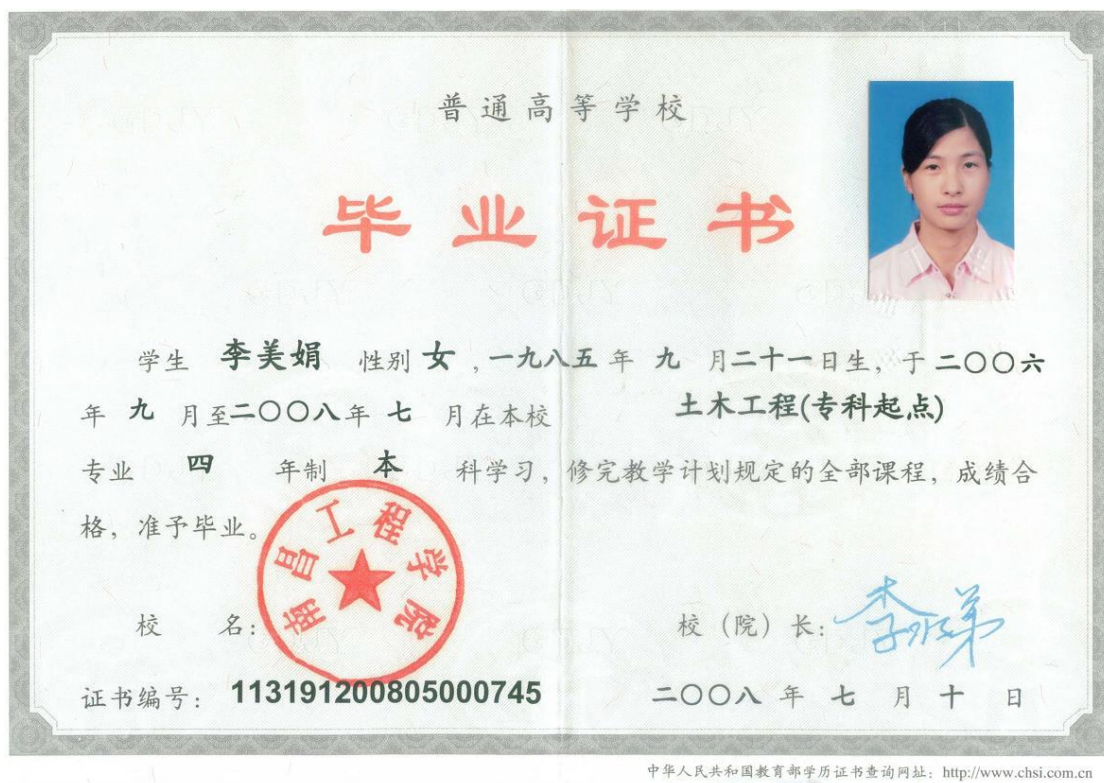 普通高等学校
毕业证书
学生 李美娟 性别 女 ，一九八五 年 九 月二十一日生，于 二〇〇六
年 九 月至二〇〇八年 七 月在本校 土木工程(专科起点)
专业 四 年制 本 科学习，修完教学计划规定的全部课程，成绩合
格，准予毕业。
南昌工程学院
校 名： 校（院）长：
证书编号： 113191200805000745 二〇〇八 年 七 月 十 日
中华人民共和国教育部学历证书查询网址：http://www.chsi.com.cn